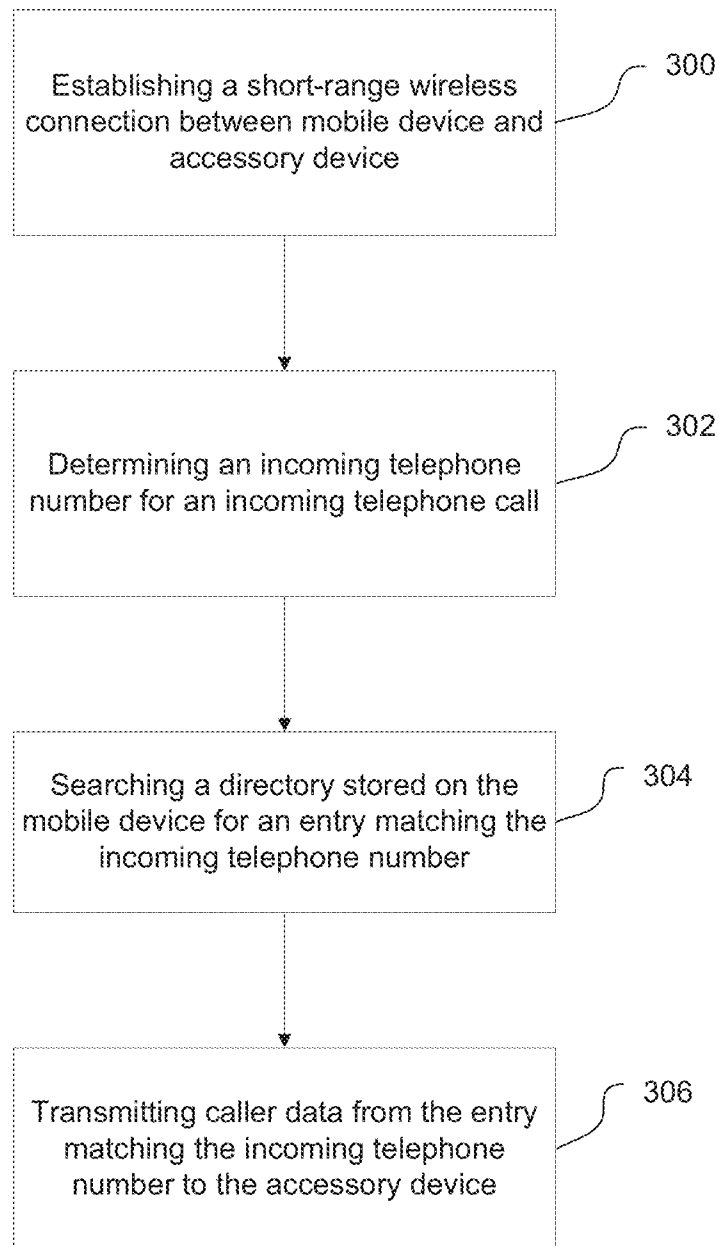 Establishing a short-range wireless
connection between mobile device and
accessory device
300
Determining an incoming telephone
number for an incoming telephone call
302
Searching a directory stored on the
mobile device for an entry matching the
incoming telephone number
304
Transmitting caller data from the entry
matching the incoming telephone
number to the accessory device
306